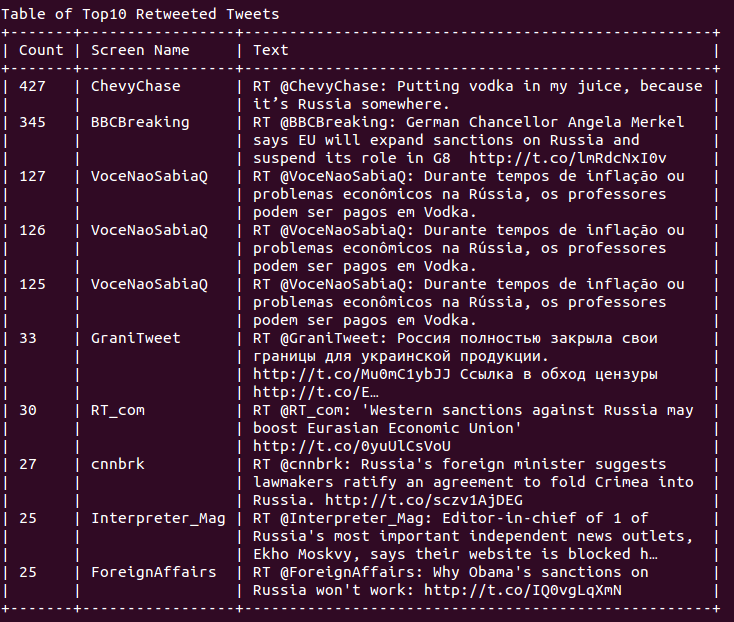 Table of Top10 Retweeted Tweets
+-------+-----------------+----------------------------------------------------+
| Count | Screen Name     | Text                                               |
+-------+-----------------+----------------------------------------------------+
| 427   | ChevyChase      | RT @ChevyChase: Putting vodka in my juice, because |
|       |                 | it’s Russia somewhere.                             |
| 345   | BBCBreaking     | RT @BBCBreaking: German Chancellor Angela Merkel   |
|       |                 | says EU will expand sanctions on Russia and        |
|       |                 | suspend its role in G8  http://t.co/lmRdcNxI0v     |
| 127   | VoceNaoSabiaQ   | RT @VoceNaoSabiaQ: Durante tempos de inflação ou   |
|       |                 | problemas econômicos na Rússia, os professores     |
|       |                 | podem ser pagos em Vodka.                          |
| 126   | VoceNaoSabiaQ   | RT @VoceNaoSabiaQ: Durante tempos de inflação ou   |
|       |                 | problemas econômicos na Rússia, os professores     |
|       |                 | podem ser pagos em Vodka.                          |
| 125   | VoceNaoSabiaQ   | RT @VoceNaoSabiaQ: Durante tempos de inflação ou   |
|       |                 | problemas econômicos na Rússia, os professores     |
|       |                 | podem ser pagos em Vodka.                          |
| 33    | GraniTweet      | RT @GraniTweet: Россия полностью закрыла свои      |
|       |                 | границы для украинской продукции.                  |
|       |                 | http://t.co/Mu0mC1ybJJ Ссылка в обход цензуры      |
|       |                 | http://t.co/E…                                     |
| 30    | RT_com          | RT @RT_com: 'Western sanctions against Russia may  |
|       |                 | boost Eurasian Economic Union'                     |
|       |                 | http://t.co/0yuUlCsVoU                             |
| 27    | cnnbrk          | RT @cnnbrk: Russia's foreign minister suggests     |
|       |                 | lawmakers ratify an agreement to fold Crimea into  |
|       |                 | Russia. http://t.co/sczv1AjDEG                     |
| 25    | Interpreter_Mag | RT @Interpreter_Mag: Editor-in-chief of 1 of       |
|       |                 | Russia's most important independent news outlets,  |
|       |                 | Ekho Moskvy, says their website is blocked h…      |
| 25    | ForeignAffairs  | RT @ForeignAffairs: Why Obama's sanctions on       |
|       |                 | Russia won't work: http://t.co/IQ0vgLqXmN          |
+-------+-----------------+----------------------------------------------------+